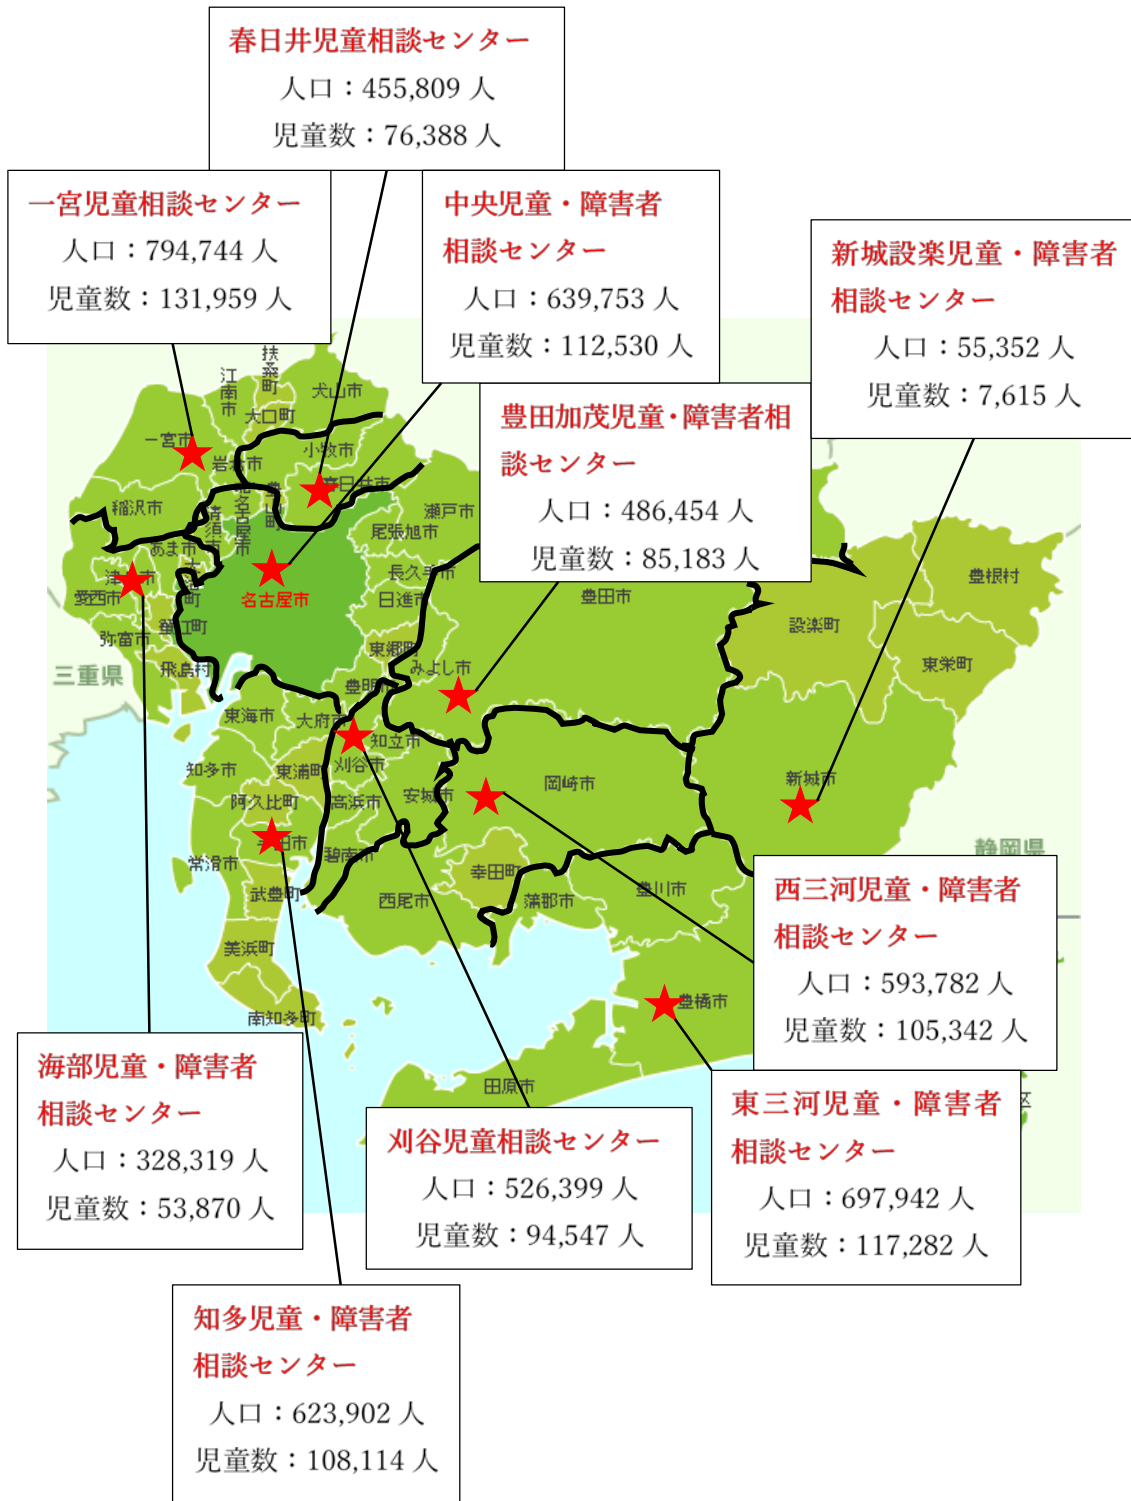 春日井児童相談センター
人口：455,809 人
児童数：76,388 人
一宮児童相談センター
人口：794,744 人
児童数：131,959 人
中央児童・障害者
相談センター
人口：639,753 人
児童数：112,530 人
新城設楽児童・障害者
相談センター
人口：55,352 人
児童数：7,615 人
豊田加茂児童・障害者相
談センター
人口：486,454 人
児童数：85,183 人
扶桑町
江南市
犬山市
大口町
一宮市
小牧市
岩倉市
春日井市
稲沢市
清須市
北名古屋市
豊山町
瀬戸市
尾張旭市
あま市
津島市
大治町
長久手市
愛西市
名古屋市
日進市
豊田市
豊根村
設楽町
弥富市
蟹江町
東郷町
みよし市
東栄町
三重県
飛島村
豊明市
東海市
大府市
知立市
知多市
東浦町
刈谷市
岡崎市
新城市
阿久比町
高浜市
安城市
半田市
碧南市
常滑市
静岡県
幸田町
武豊町
西尾市
蒲郡市
豊川市
美浜町
豊橋市
南知多町
田原市
西三河児童・障害者
相談センター
人口：593,782 人
児童数：105,342 人
海部児童・障害者
相談センター
人口：328,319 人
児童数：53,870 人
刈谷児童相談センター
人口：526,399 人
児童数：94,547 人
東三河児童・障害者
相談センター
人口：697,942 人
児童数：117,282 人
知多児童・障害者
相談センター
人口：623,902 人
児童数：108,114 人